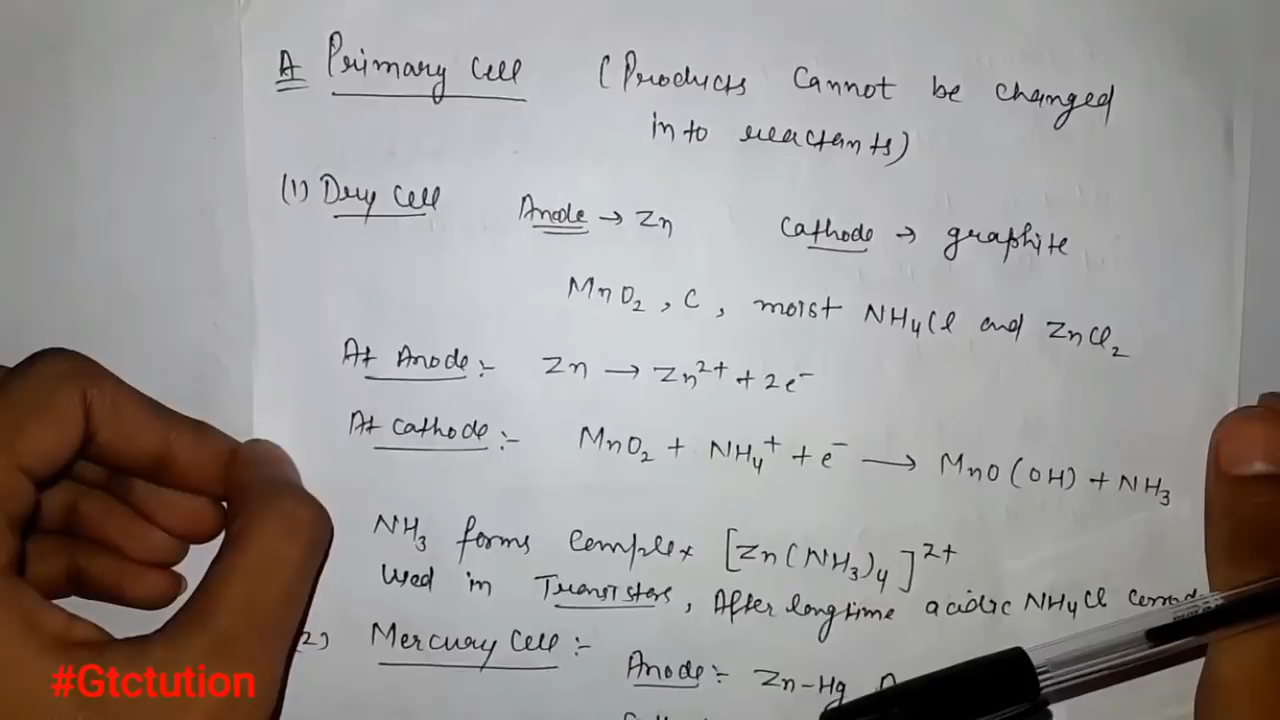 A Primary Cell (Products Cannot be changed
into reactants)
(1) Dry Cell Anode → Zn Cathode → graphite
MnO₂, C, moist NH₄Cl and ZnCl₂
At Anode :- Zn → Zn²⁺ + 2e⁻
At Cathode :- MnO₂ + NH₄⁺ + e⁻ → MnO(OH) + NH₃
NH₃ forms Complex [Zn(NH₃)₄]²⁺
Used in Transistors, After longtime acidic NH₄Cl
2) Mercury Cell :- Anode :- Zn-Hg
#Gtctution